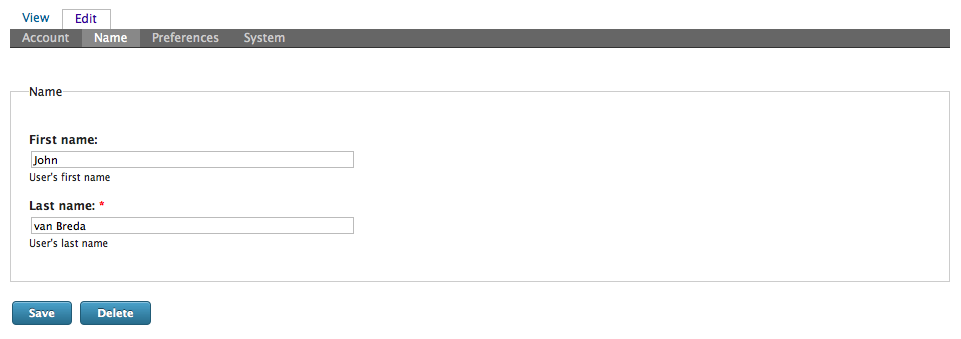 View Edit
Account Name Preferences System
Name
First name:
John
User's first name
Last name: *
van Breda
User's last name
Save Delete